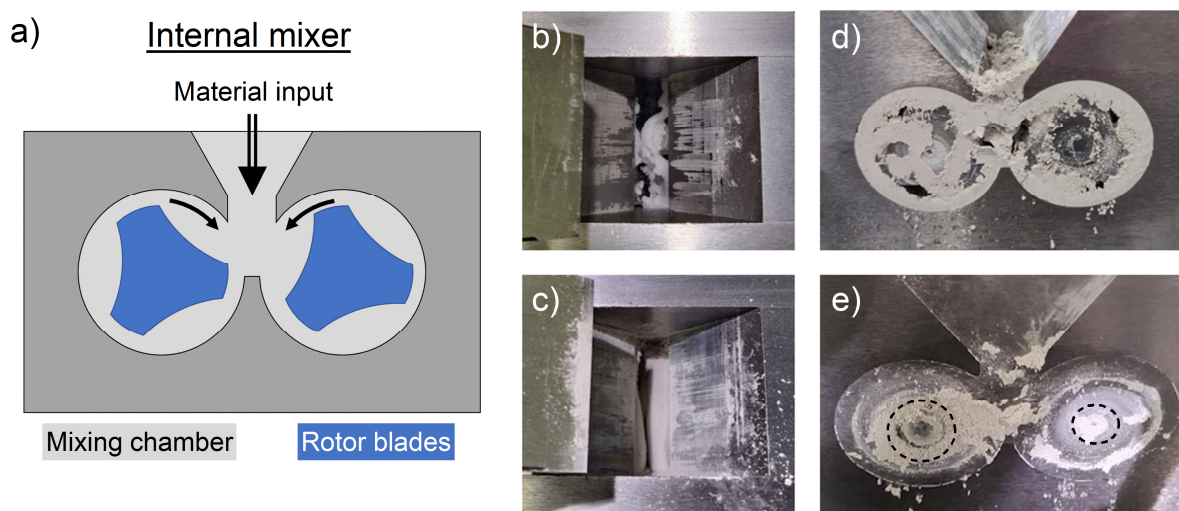 a)
Internal mixer
Material input
Mixing chamber
Rotor blades
b)
c)
d)
e)